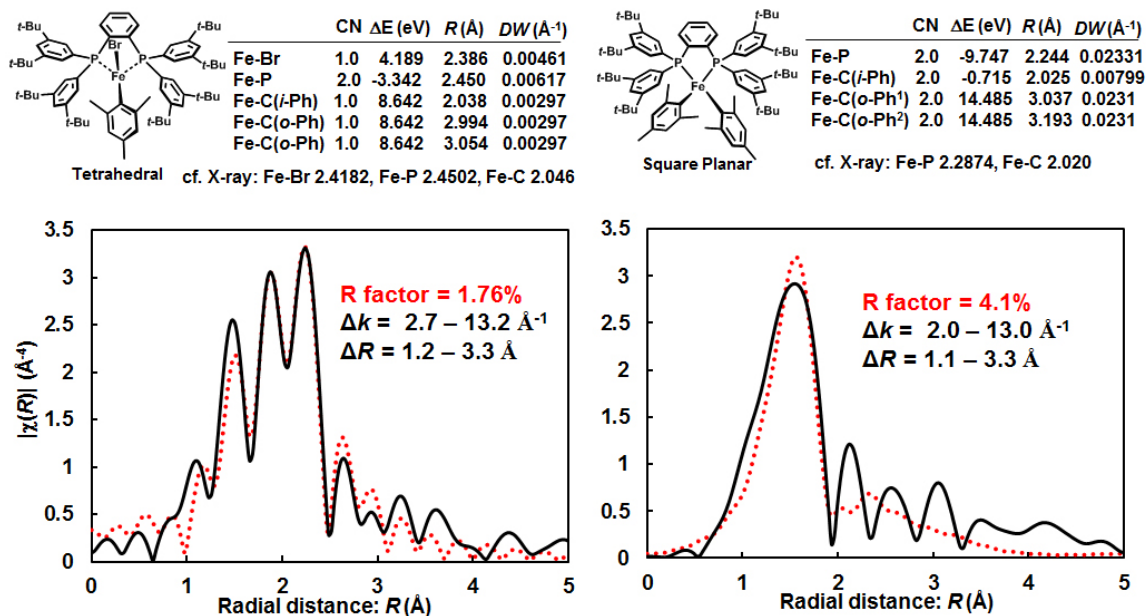 CN ΔE (eV) R (Å) DW (Å⁻¹)
Fe-Br 1.0 4.189 2.386 0.00461
Fe-P 2.0 -3.342 2.450 0.00617
Fe-C(i-Ph) 1.0 8.642 2.038 0.00297
Fe-C(o-Ph) 1.0 8.642 2.994 0.00297
Fe-C(o-Ph) 1.0 8.642 3.054 0.00297
t-Bu
t-Bu
t-Bu
t-Bu
t-Bu
t-Bu
t-Bu
t-Bu
Br
P
P
Fe
Tetrahedral
cf. X-ray: Fe-Br 2.4182, Fe-P 2.4502, Fe-C 2.046
CN ΔE (eV) R (Å) DW (Å⁻¹)
Fe-P 2.0 -9.747 2.244 0.02331
Fe-C(i-Ph) 2.0 -0.715 2.025 0.00799
Fe-C(o-Ph¹) 2.0 14.485 3.037 0.0231
Fe-C(o-Ph²) 2.0 14.485 3.193 0.0231
t-Bu
t-Bu
t-Bu
t-Bu
t-Bu
t-Bu
t-Bu
t-Bu
P
P
Fe
Square Planar
cf. X-ray: Fe-P 2.2874, Fe-C 2.020
|χ(R)| (Å⁻⁴)
3.5
3
2.5
2
1.5
1
0.5
0
R factor = 1.76%
Δk = 2.7 – 13.2 Å⁻¹
ΔR = 1.2 – 3.3 Å
0 1 2 3 4 5
Radial distance: R (Å)
3.5
3
2.5
2
1.5
1
0.5
0
R factor = 4.1%
Δk = 2.0 – 13.0 Å⁻¹
ΔR = 1.1 – 3.3 Å
0 1 2 3 4 5
Radial distance: R (Å)